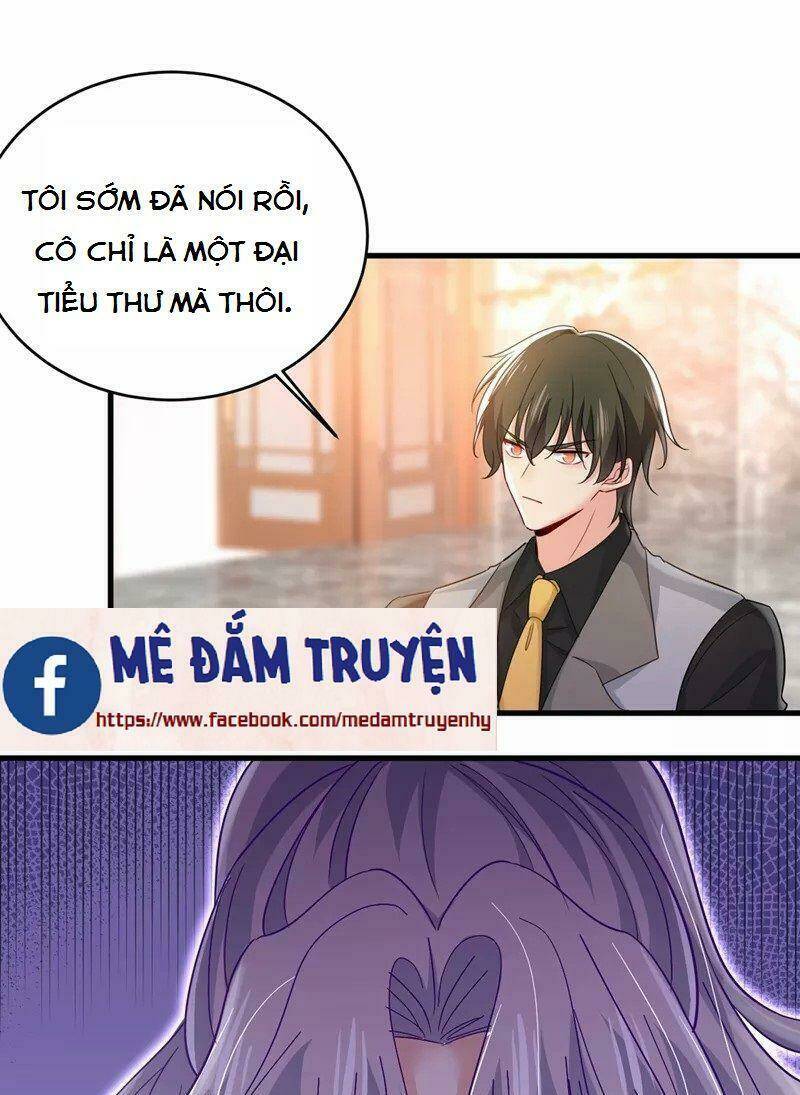 TÔI SỚM ĐÃ NÓI RỒI,
CÔ CHỈ LÀ MỘT ĐẠI
TIỂU THƯ MÀ THÔI.
f MÊ ĐẮM TRUYỆN
https://www.facebook.com/medamtruyenhy